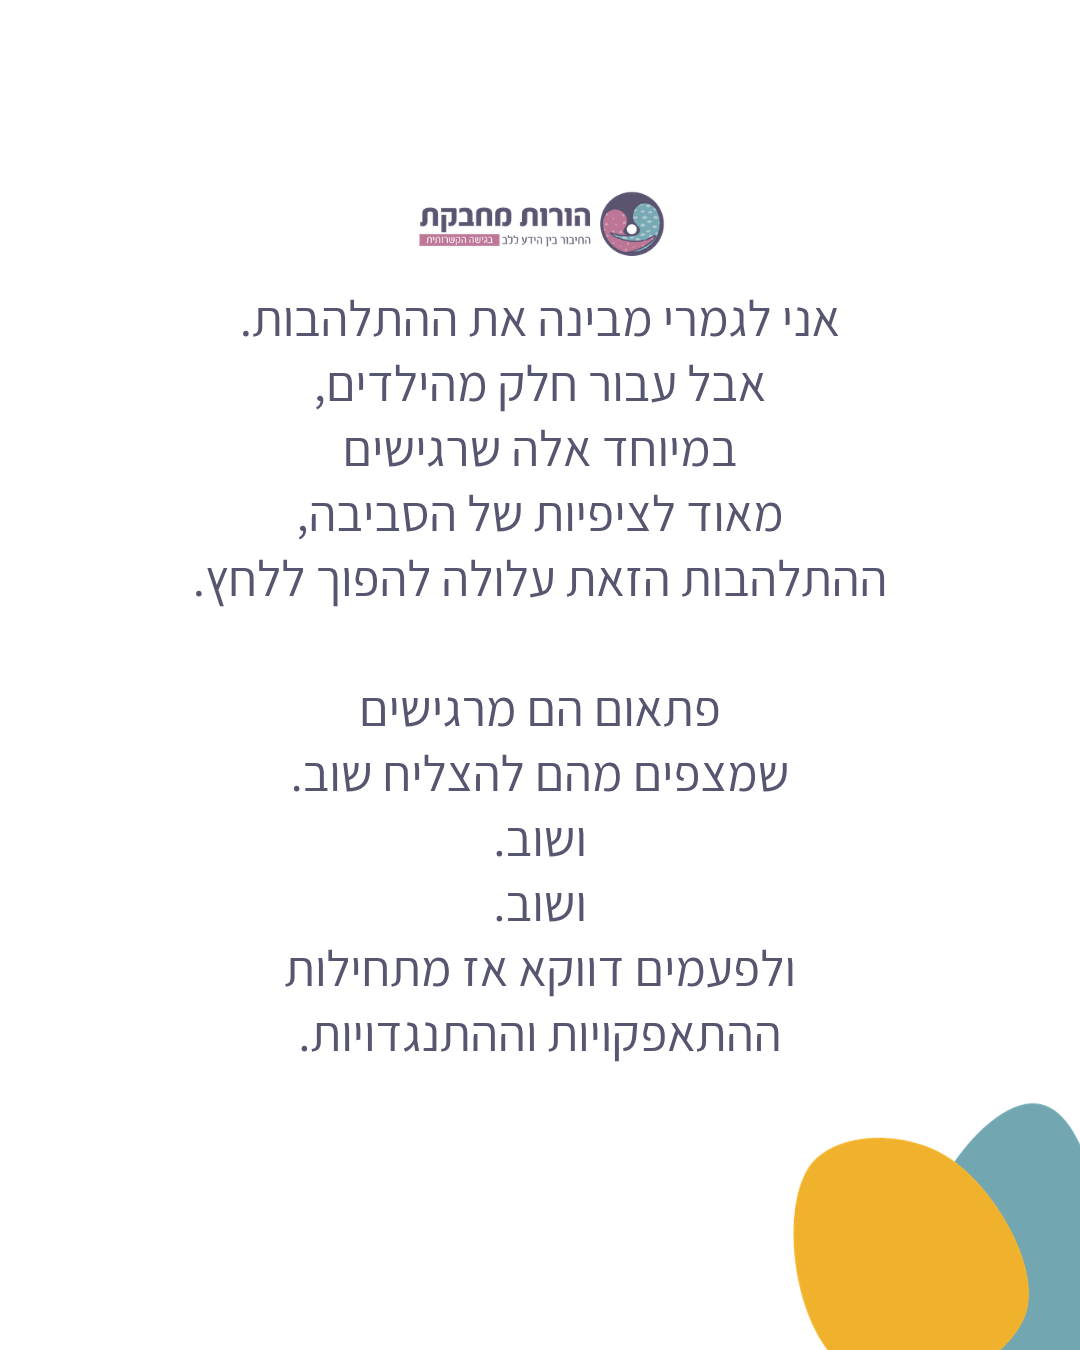 הורות מחבקת
החיבור בין הידע ללב בגישה הקשרותית
אני לגמרי מבינה את ההתלהבות.
אבל עבור חלק מהילדים,
במיוחד אלה שרגישים
מאוד לציפיות של הסביבה,
ההתלהבות הזאת עלולה להפוך ללחץ.
פתאום הם מרגישים
שמצפים מהם להצליח שוב.
ושוב.
ושוב.
ולפעמים דווקא אז מתחילות
ההתאפקויות וההתנגדויות.